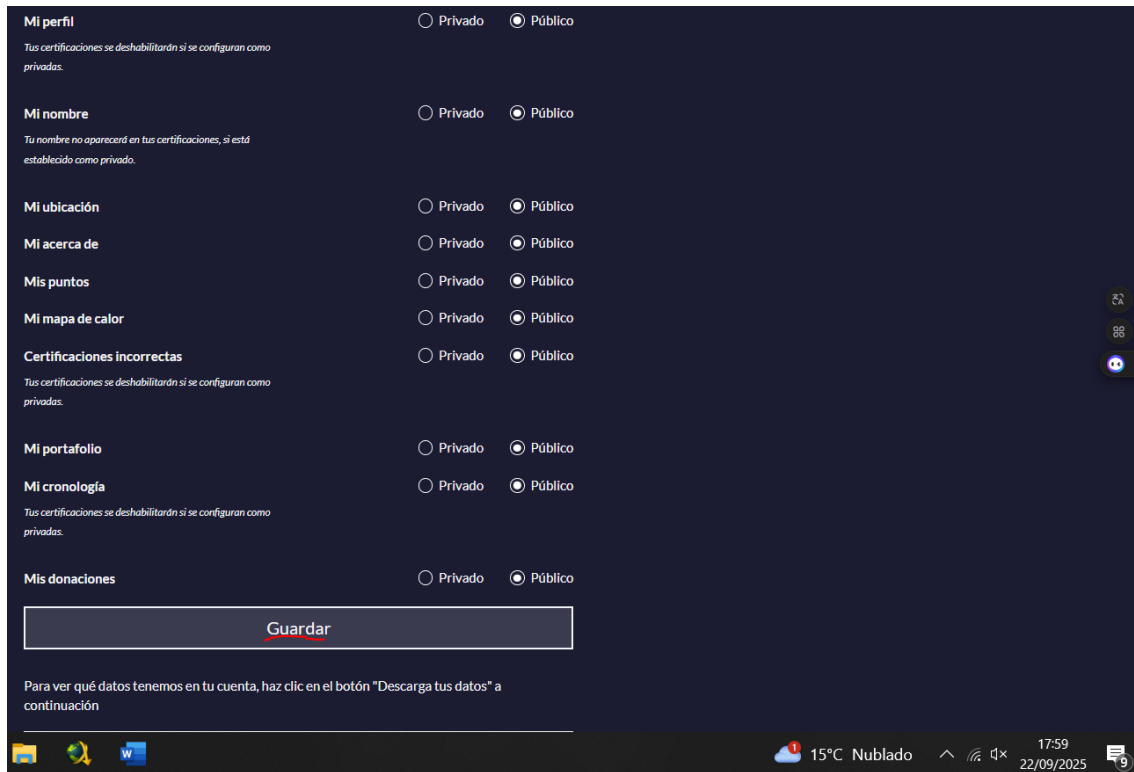 Mi perfil Privado Público
Tus certificaciones se deshabilitarán si se configuran como
privadas.
Mi nombre Privado Público
Tu nombre no aparecerá en tus certificaciones, si está
establecido como privado.
Mi ubicación Privado Público
Mi acerca de Privado Público
Mis puntos Privado Público
Mi mapa de calor Privado Público
Certificaciones incorrectas Privado Público
Tus certificaciones se deshabilitarán si se configuran como
privadas.
Mi portafolio Privado Público
Mi cronología Privado Público
Tus certificaciones se deshabilitarán si se configuran como
privadas.
Mis donaciones Privado Público
Guardar
Para ver qué datos tenemos en tu cuenta, haz clic en el botón "Descarga tus datos" a
continuación
W 1 15°C Nublado 17:59
22/09/2025 9